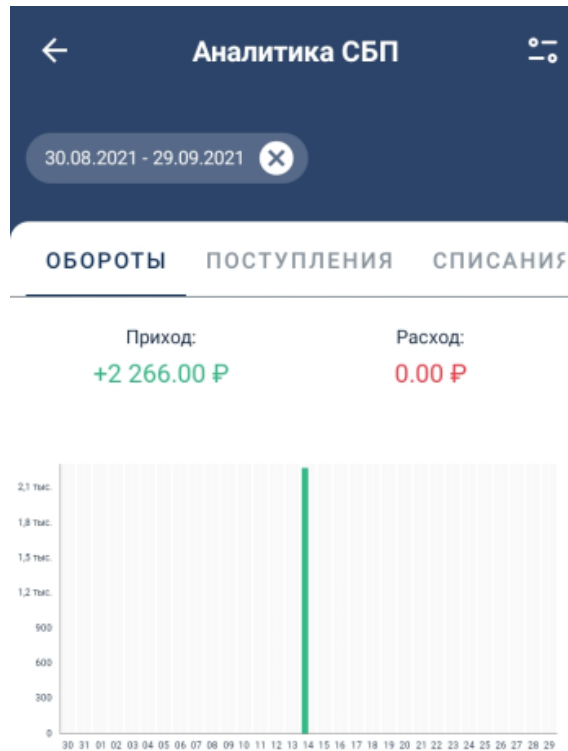 Аналитика СБП
30.08.2021 - 29.09.2021
ОБОРОТЫ ПОСТУПЛЕНИЯ СПИСАНИЯ
Приход: Расход:
+2 266.00 ₽ 0.00 ₽
2,1 тыс.
1,8 тыс.
1,5 тыс.
1,2 тыс.
900
600
300
0
30 31 01 02 03 04 05 06 07 08 09 10 11 12 13 14 15 16 17 18 19 20 21 22 23 24 25 26 27 28 29